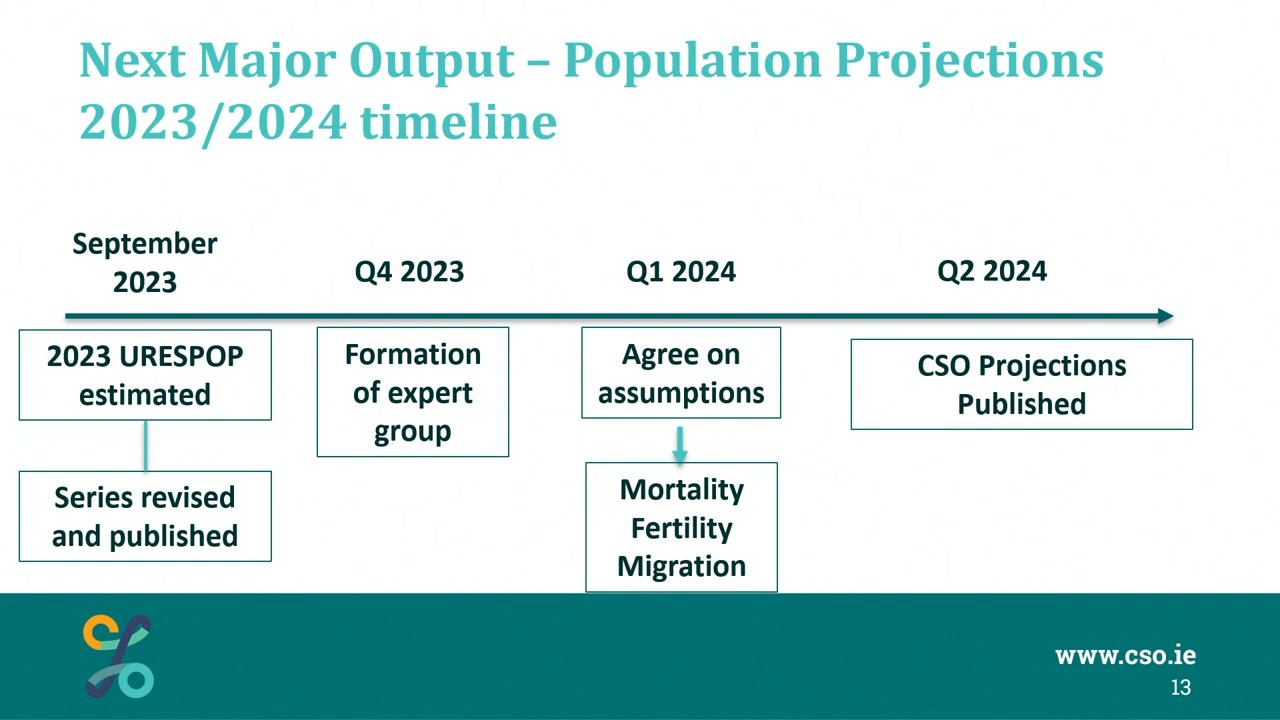 Next Major Output – Population Projections
2023/2024 timeline
September
2023
Q4 2023
Q1 2024
Q2 2024
2023 URESPOP
estimated
Series revised
and published
Formation
of expert
group
Agree on
assumptions
Mortality
Fertility
Migration
CSO Projections
Published
www.cso.ie
13